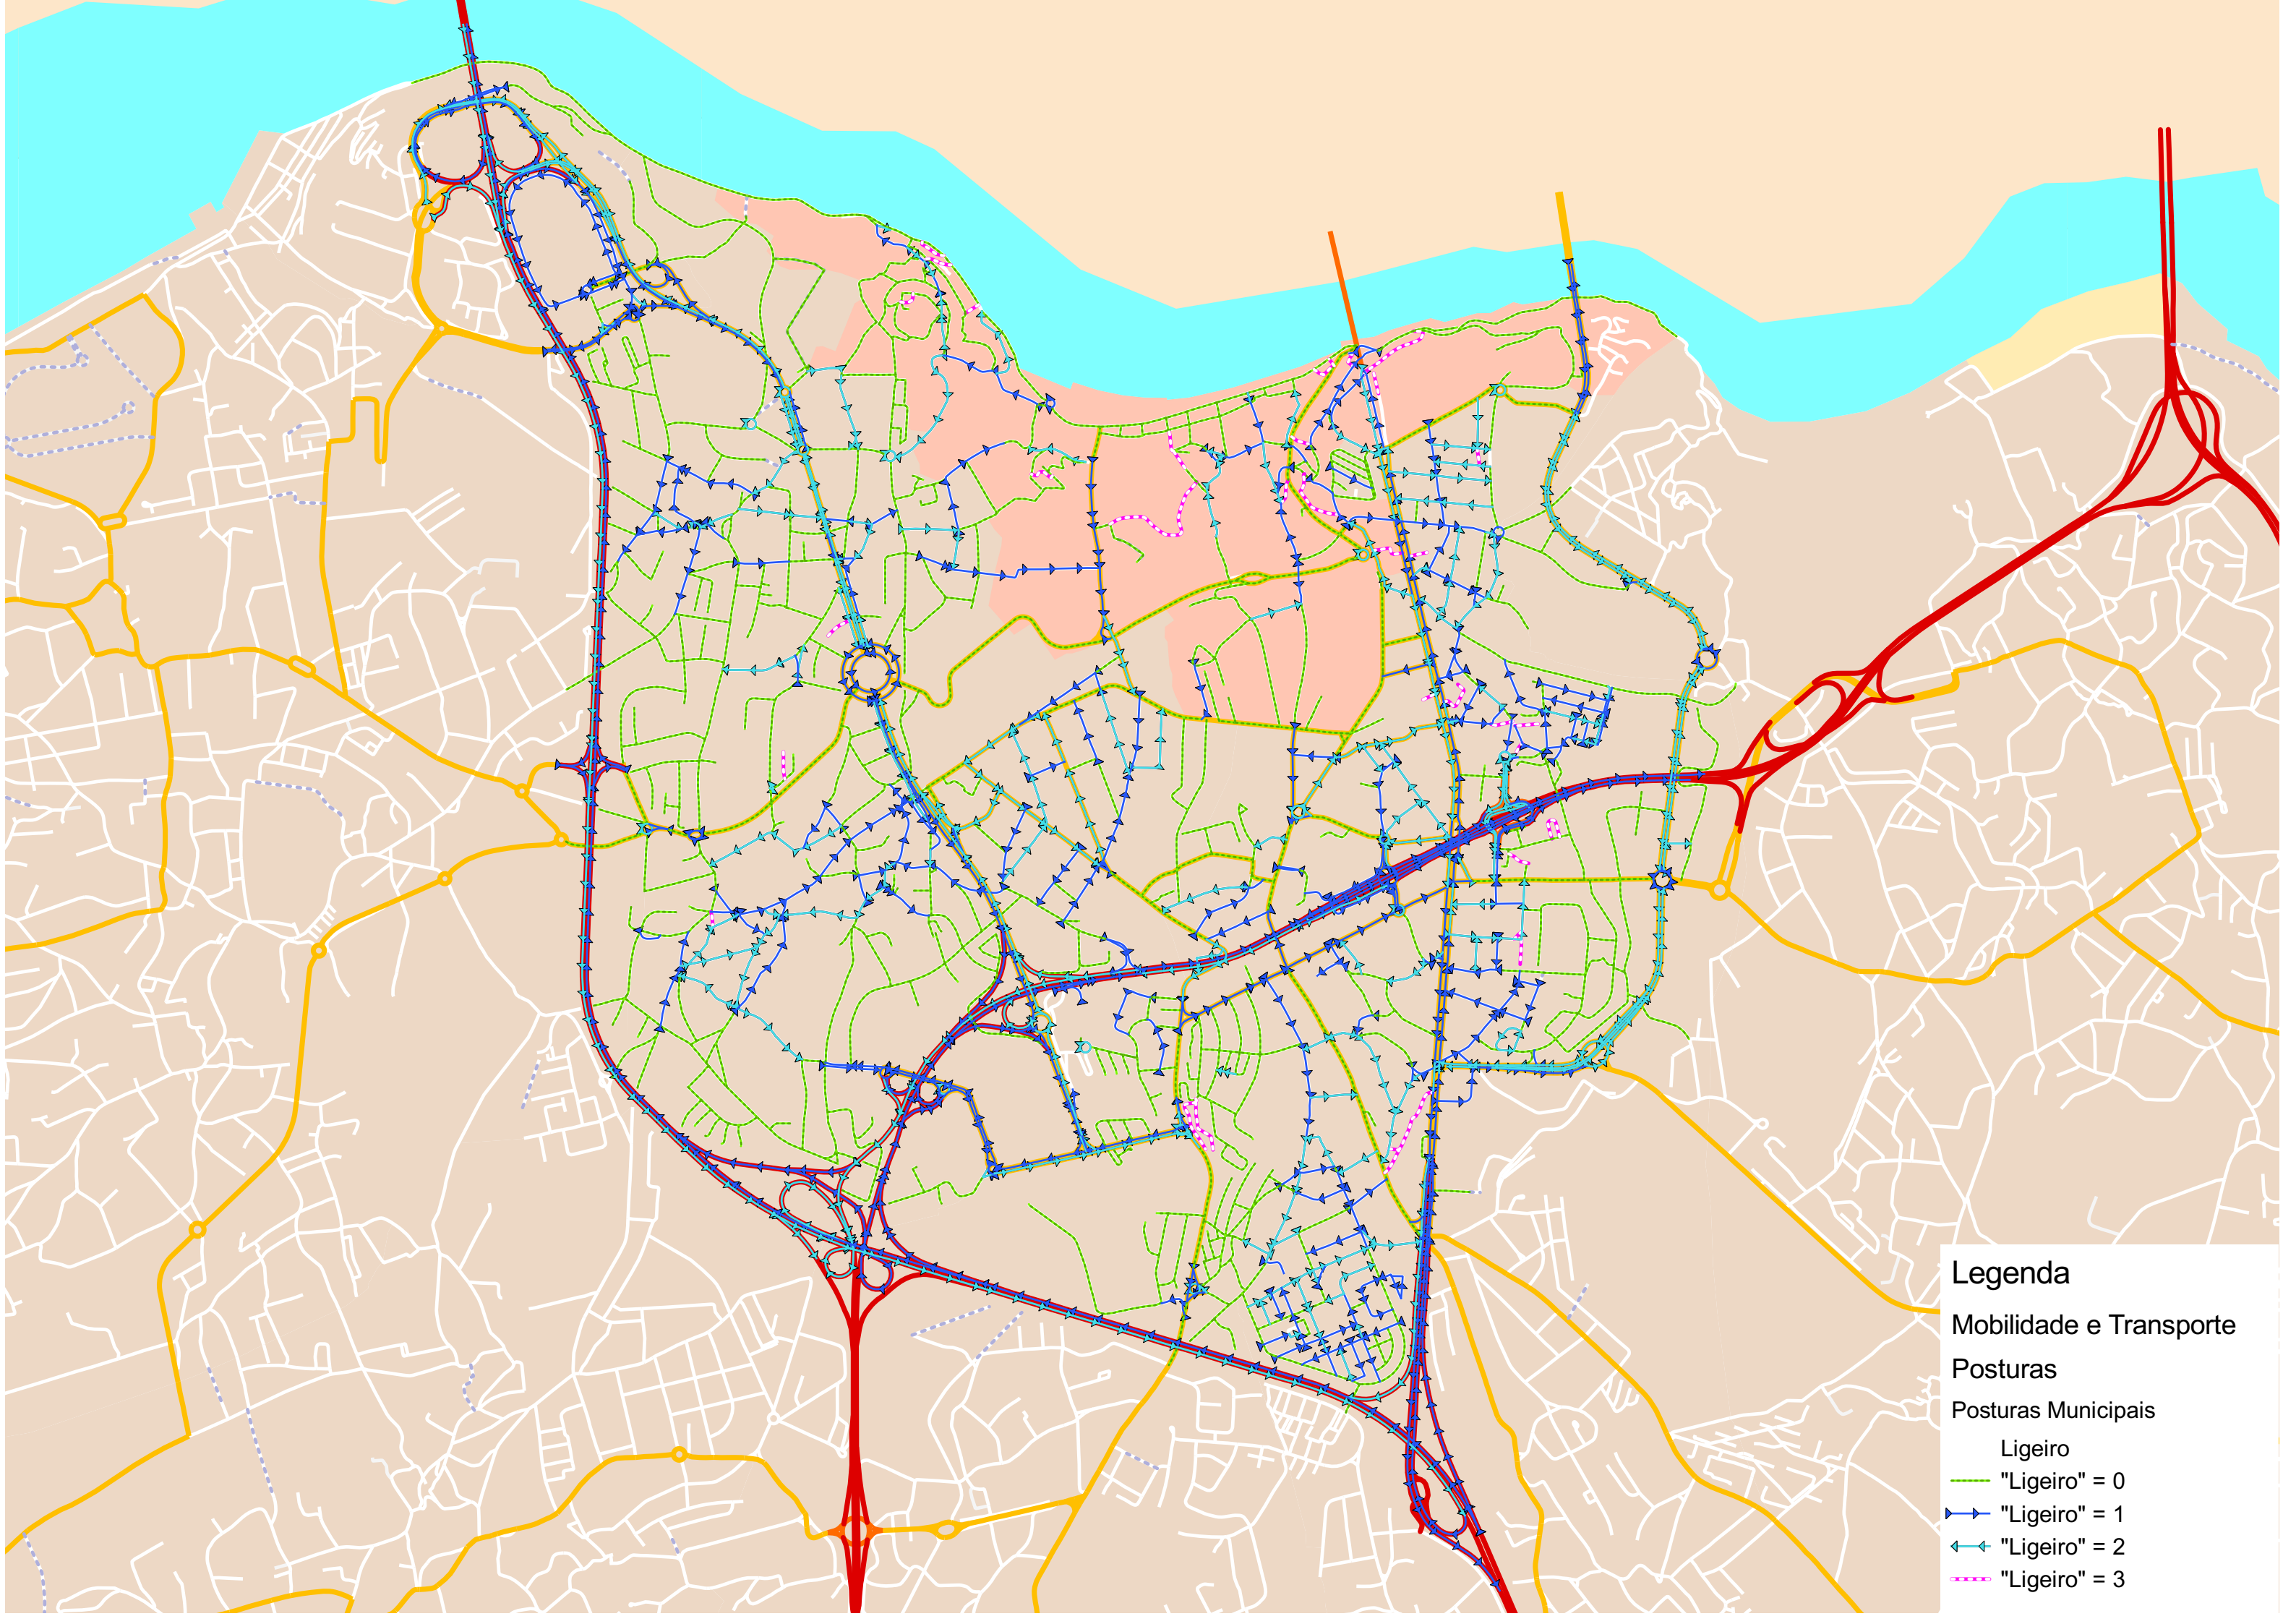 Legenda
Mobilidade e Transporte
Posturas
Posturas Municipais
Ligeiro
"Ligeiro" = 0
"Ligeiro" = 1
"Ligeiro" = 2
"Ligeiro" = 3